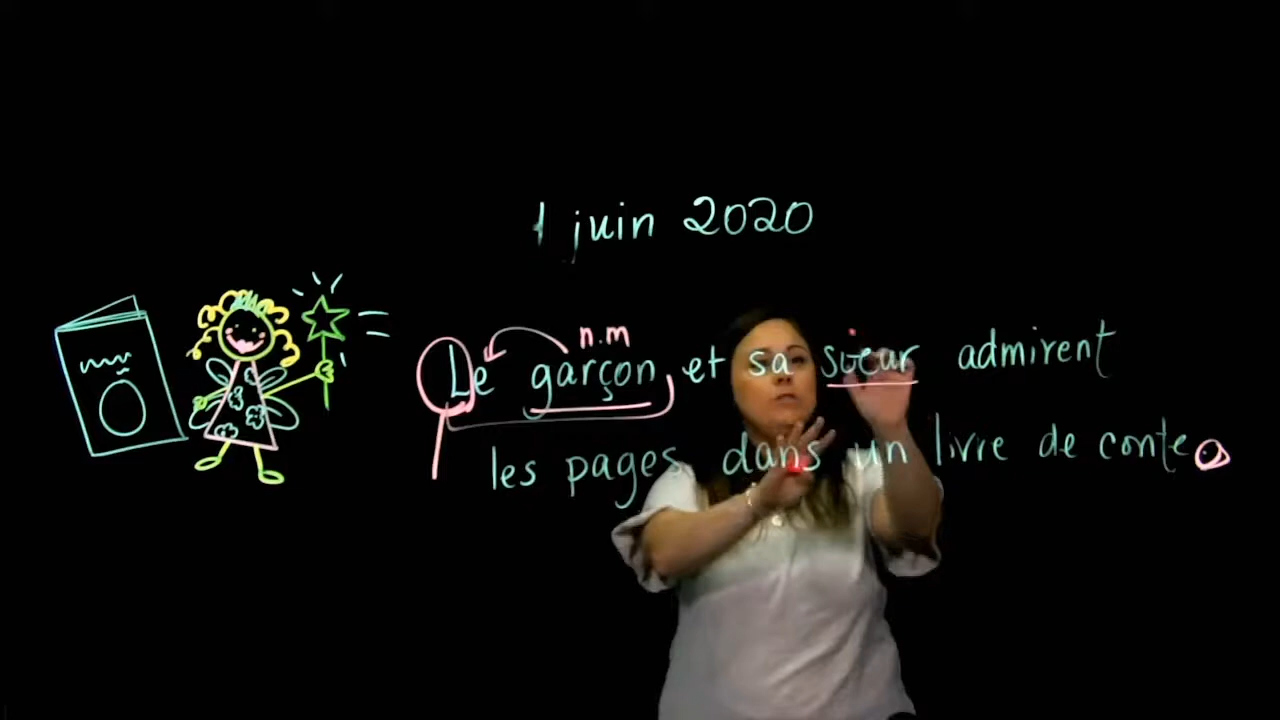 1 juin 2020
n.m
Le garçon et sa sœur admirent
les pages dans un livre de conte.